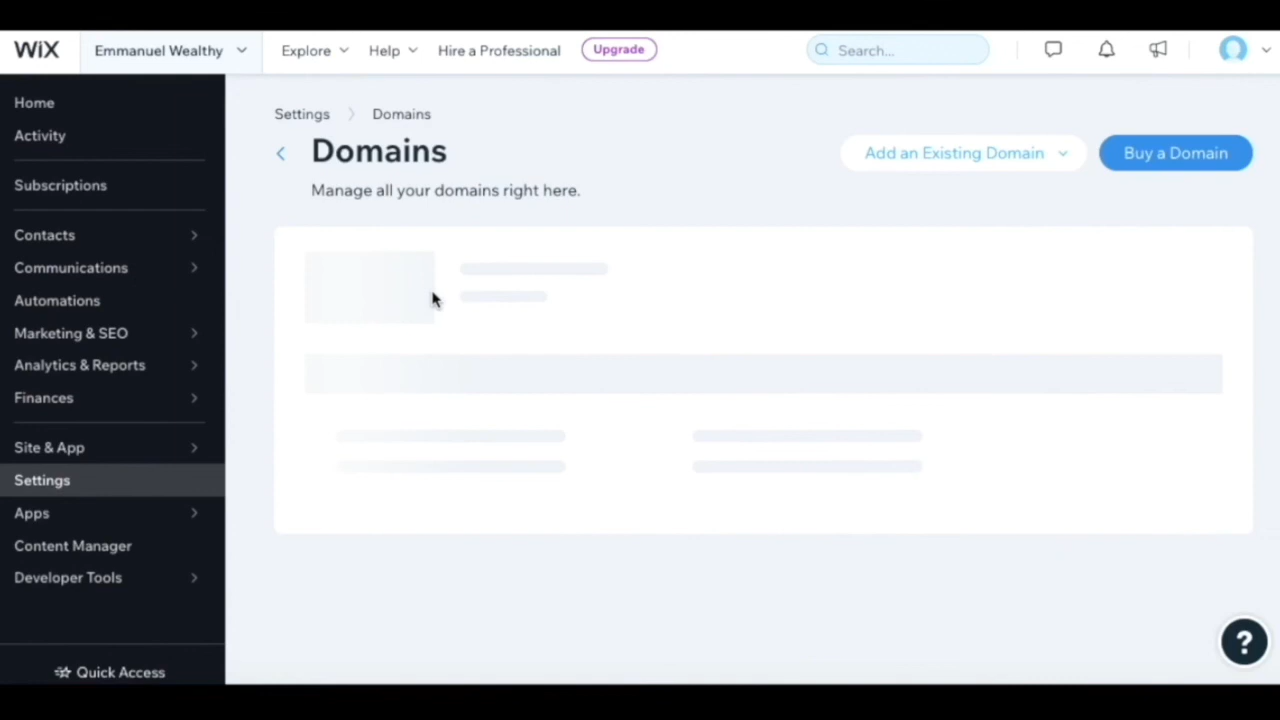 WiX Emmanuel Wealthy Explore Help Hire a Professional Upgrade Search...
Home
Activity
Subscriptions
Contacts
Communications
Automations
Marketing & SEO
Analytics & Reports
Finances
Site & App
Settings
Apps
Content Manager
Developer Tools
Quick Access
Settings Domains
Domains
Manage all your domains right here.
Add an Existing Domain
Buy a Domain
?